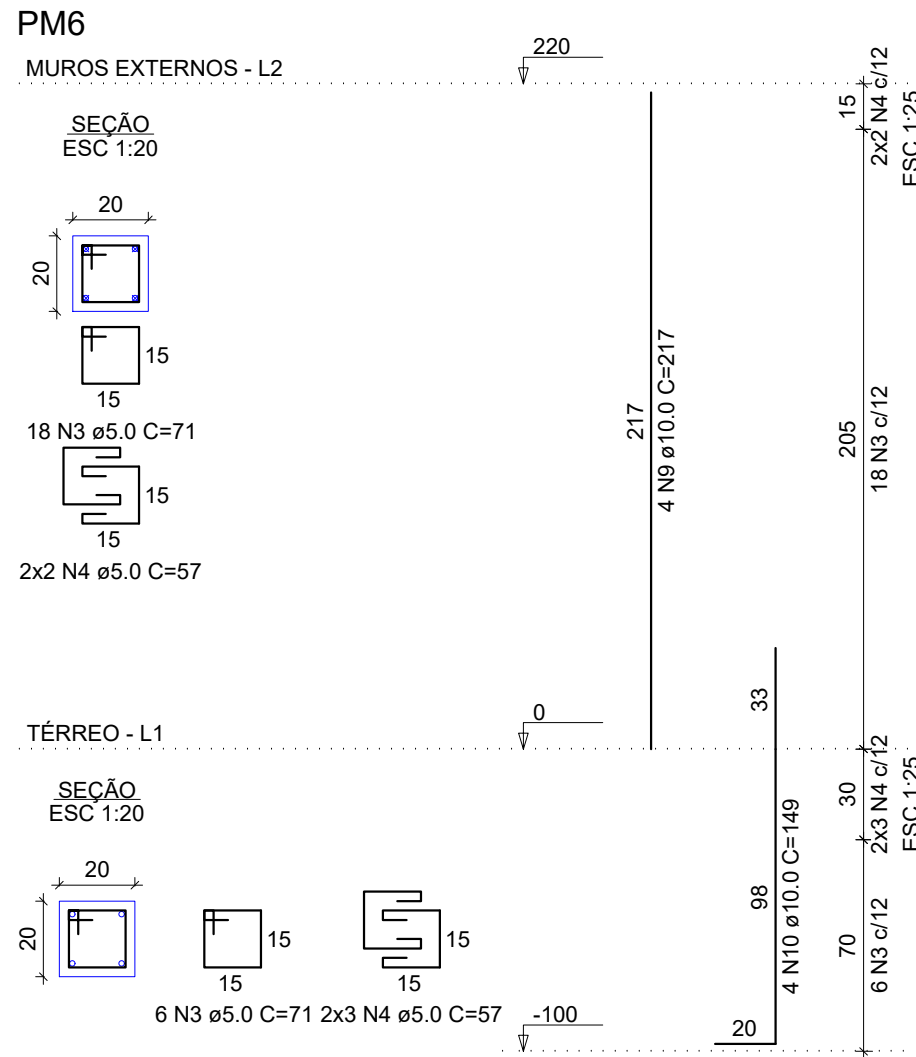 PM6
MUROS EXTERNOS - L2
220
15
2x2 N4 c/12
ESC 1:25
SEÇÃO
ESC 1:20
20
20
15
15
18 N3 ø5.0 C=71
15
15
2x2 N4 ø5.0 C=57
217
4 N9 ø10.0 C=217
205
18 N3 c/12
TÉRREO - L1
0
33
30
2x3 N4 c/12
ESC 1:25
SEÇÃO
ESC 1:20
20
20
15
15
6 N3 ø5.0 C=71
15
15
2x3 N4 ø5.0 C=57
98
4 N10 ø10.0 C=149
70
6 N3 c/12
-100
20